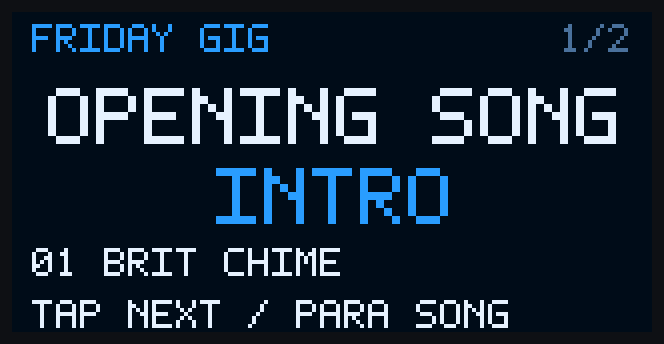 FRIDAY GIG 1/2
OPENING SONG
INTRO
01 BRIT CHIME
TAP NEXT / PARA SONG